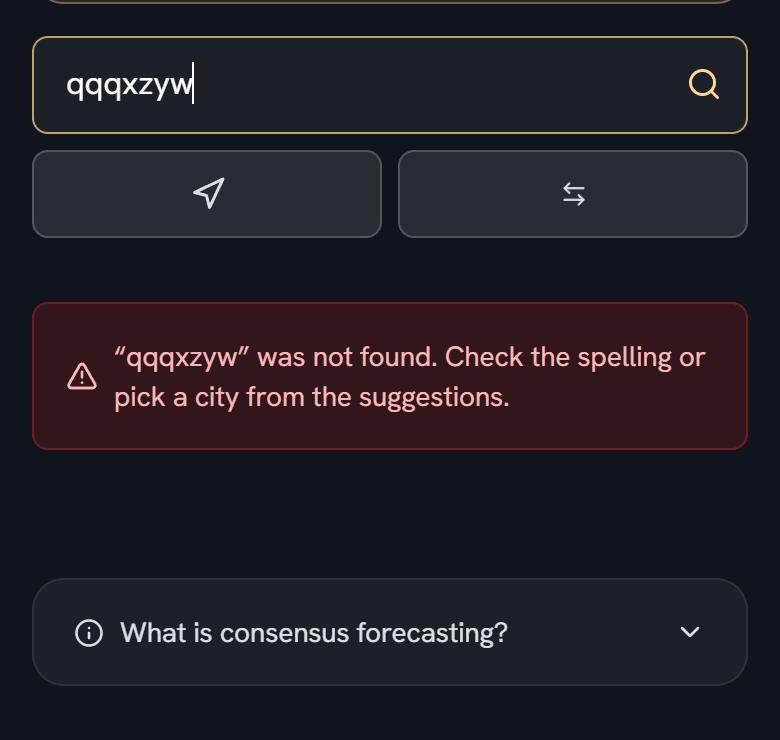 qqqxzyw
“qqqxzyw” was not found. Check the spelling or
pick a city from the suggestions.
What is consensus forecasting?